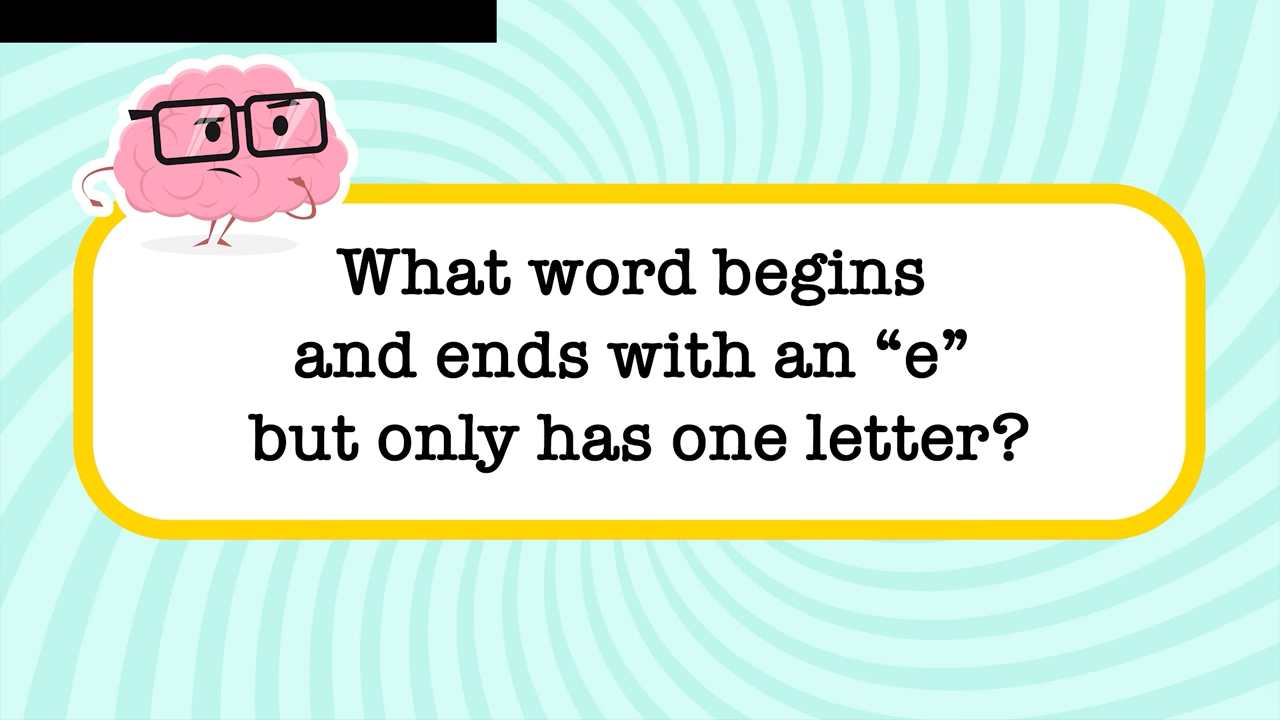 What word begins
and ends with an “e”
but only has one letter?